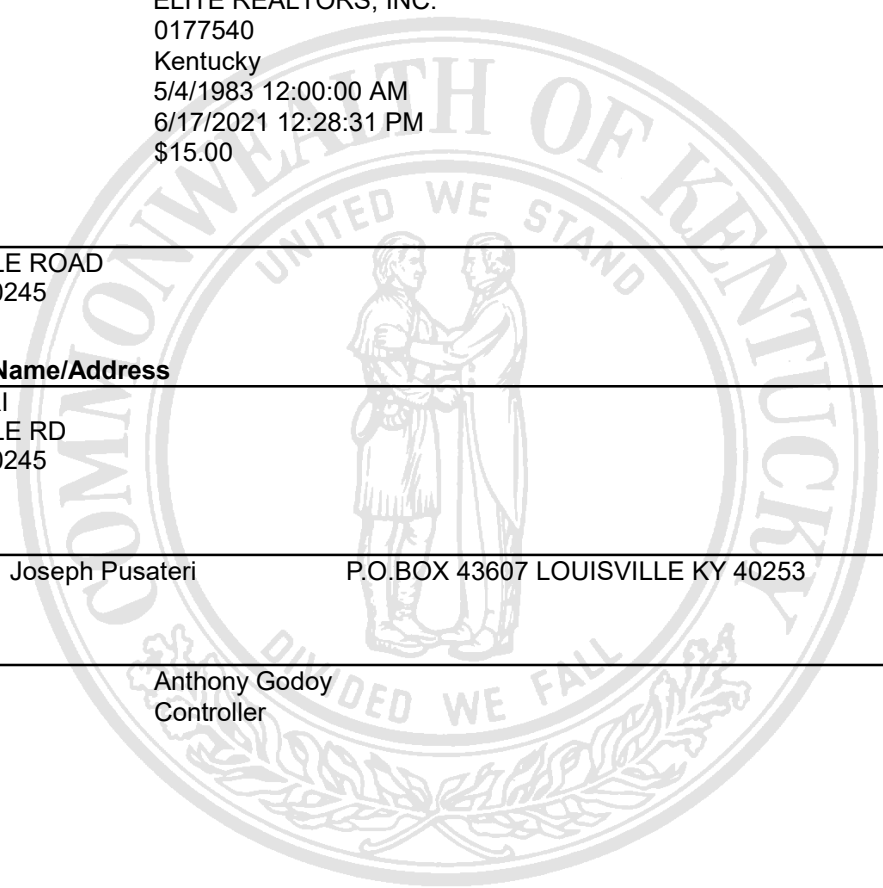 ELITE REALTORS, INC.
0177540
Kentucky
5/4/1983 12:00:00 AM
6/17/2021 12:28:31 PM
$15.00
COMMONWEALTH OF KENTUCKY
UNITED WE STAND
LE ROAD
0245
Name/Address
I
LE RD
0245
Joseph Pusateri P.O.BOX 43607 LOUISVILLE KY 40253
DIVIDED WE FALL
Anthony Godoy
Controller